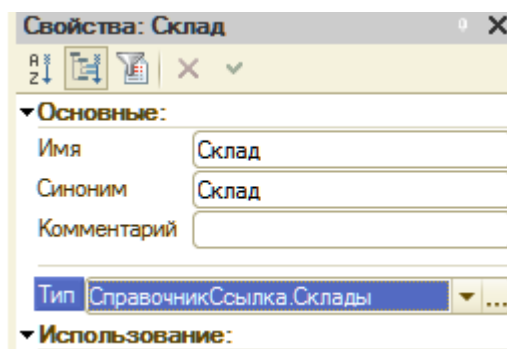 Свойства: Склад
Основные:
Имя Склад
Синоним Склад
Комментарий
Тип СправочникСсылка.Склады ...
Использование: